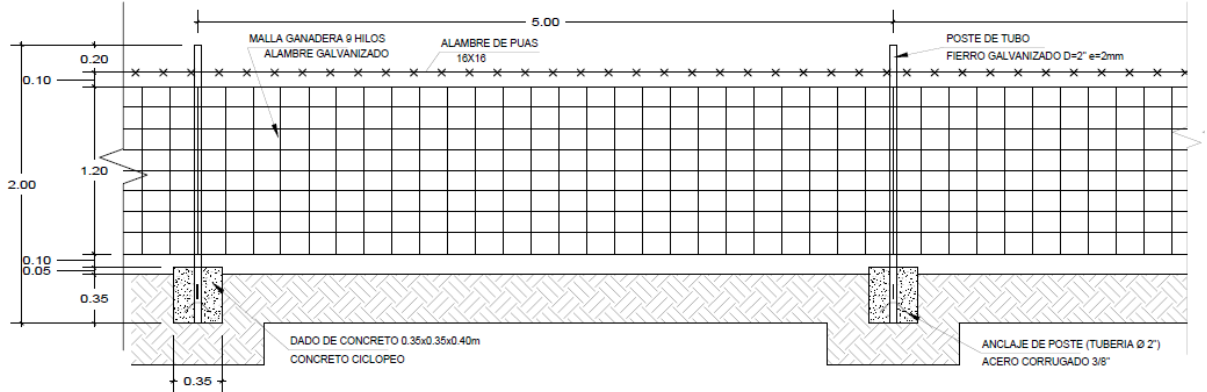 5.00
MALLA GANADERA 9 HILOS
ALAMBRE GALVANIZADO
ALAMBRE DE PUAS
16X16
POSTE DE TUBO
FIERRO GALVANIZADO D=2" e=2mm
0.20
0.10
1.20
2.00
0.10
0.05
0.35
DADO DE CONCRETO 0.35x0.35x0.40m
CONCRETO CICLOPEO
ANCLAJE DE POSTE (TUBERIA Ø 2")
ACERO CORRUGADO 3/8"
0.35